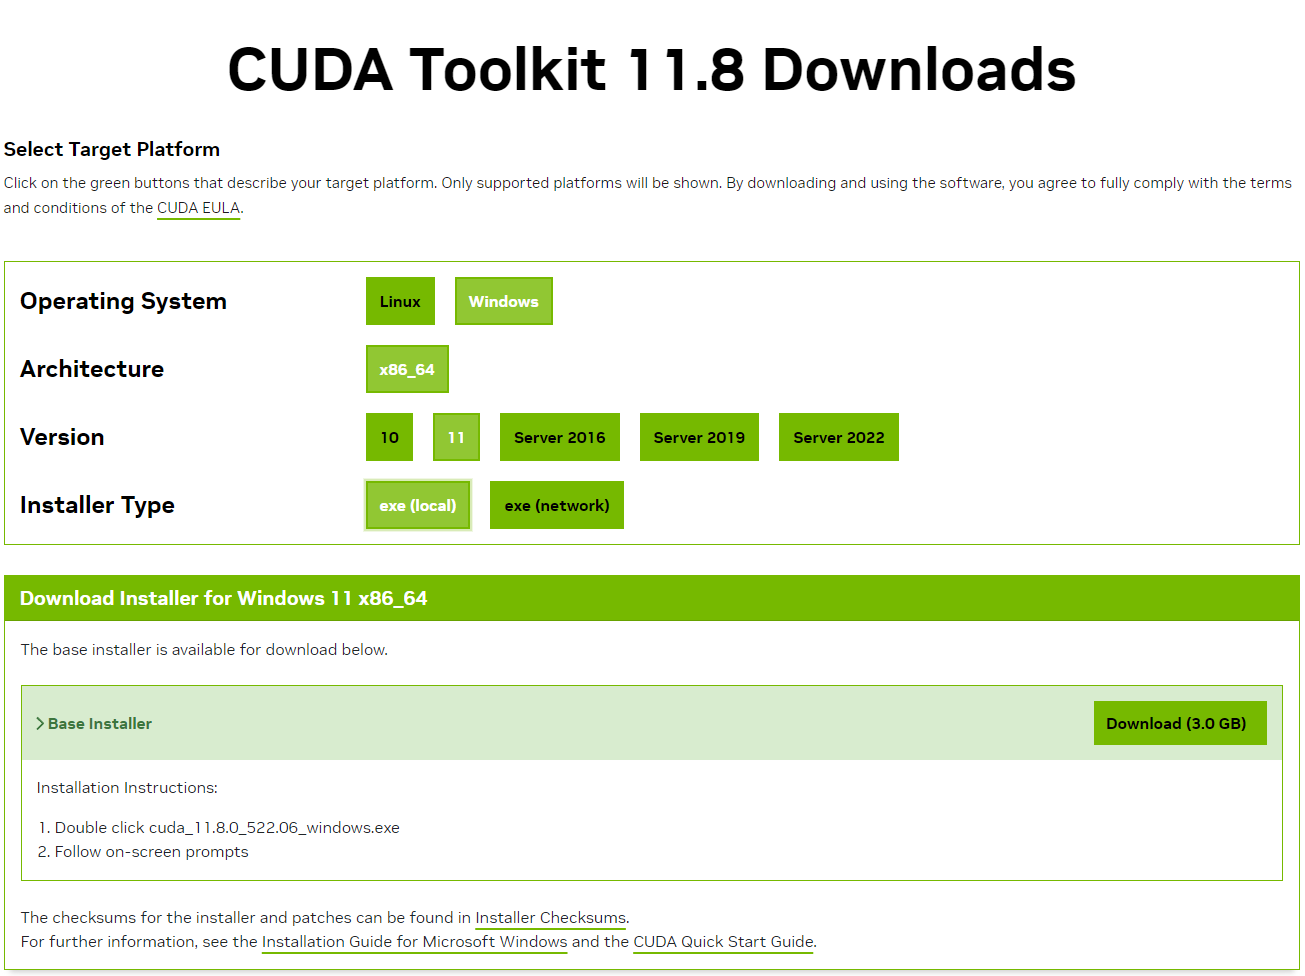 CUDA Toolkit 11.8 Downloads
Select Target Platform
Click on the green buttons that describe your target platform. Only supported platforms will be shown. By downloading and using the software, you agree to fully comply with the terms
and conditions of the CUDA EULA.
Operating System Linux Windows
Architecture x86_64
Version 10 11 Server 2016 Server 2019 Server 2022
Installer Type exe (local) exe (network)
Download Installer for Windows 11 x86_64
The base installer is available for download below.
Base Installer Download (3.0 GB)
Installation Instructions:
1. Double click cuda_11.8.0_522.06_windows.exe
2. Follow on-screen prompts
The checksums for the installer and patches can be found in Installer Checksums.
For further information, see the Installation Guide for Microsoft Windows and the CUDA Quick Start Guide.